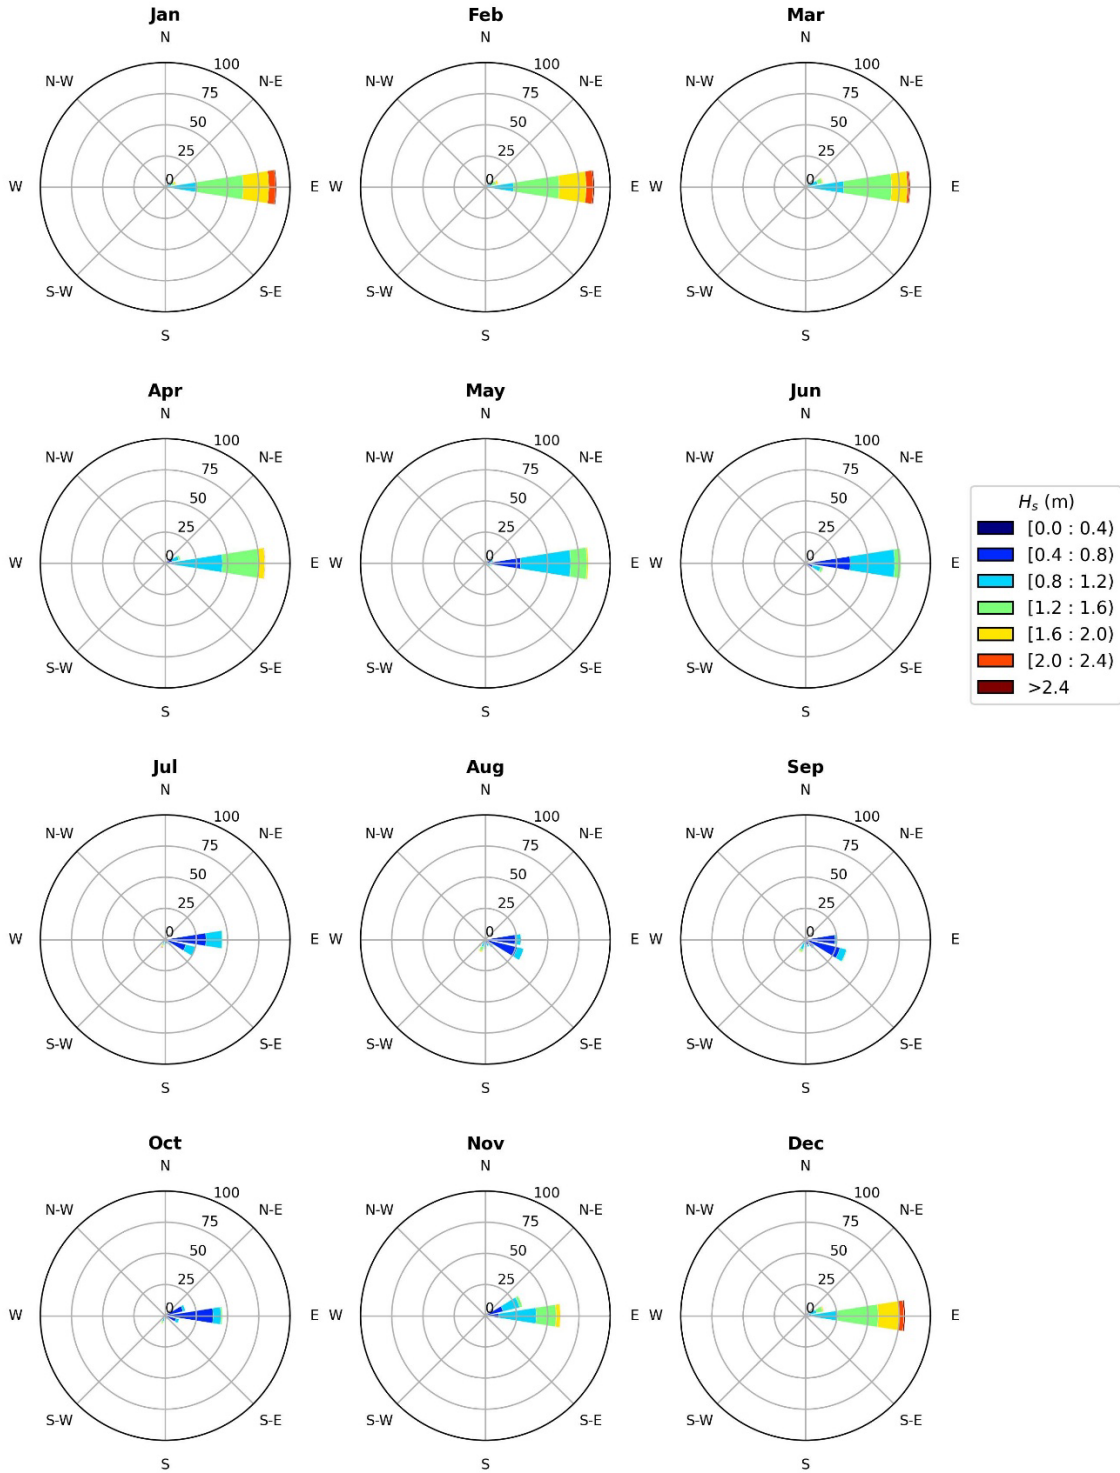 Jan
N
N-W
N-E
W
E
S-W
S-E
S
0
25
50
75
100
Feb
N
N-W
N-E
W
E
S-W
S-E
S
0
25
50
75
100
Mar
N
N-W
N-E
W
E
S-W
S-E
S
0
25
50
75
100
Apr
N
N-W
N-E
W
E
S-W
S-E
S
0
25
50
75
100
May
N
N-W
N-E
W
E
S-W
S-E
S
0
25
50
75
100
Jun
N
N-W
N-E
W
E
S-W
S-E
S
0
25
50
75
100
H_s (m)
[0.0 : 0.4)
[0.4 : 0.8)
[0.8 : 1.2)
[1.2 : 1.6)
[1.6 : 2.0)
[2.0 : 2.4)
>2.4
Jul
N
N-W
N-E
W
E
S-W
S-E
S
0
25
50
75
100
Aug
N
N-W
N-E
W
E
S-W
S-E
S
0
25
50
75
100
Sep
N
N-W
N-E
W
E
S-W
S-E
S
0
25
50
75
100
Oct
N
N-W
N-E
W
E
S-W
S-E
S
0
25
50
75
100
Nov
N
N-W
N-E
W
E
S-W
S-E
S
0
25
50
75
100
Dec
N
N-W
N-E
W
E
S-W
S-E
S
0
25
50
75
100